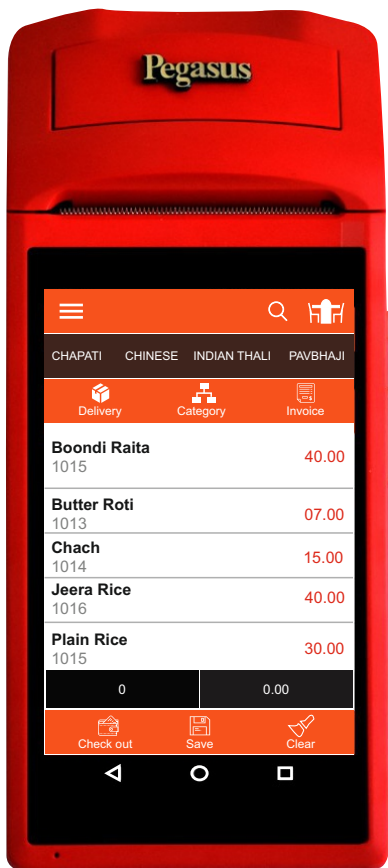 Pegasus
CHAPATI CHINESE INDIAN THALI PAVBHAJI
Delivery Category Invoice
Boondi Raita
1015 40.00
Butter Roti
1013 07.00
Chach
1014 15.00
Jeera Rice
1016 40.00
Plain Rice
1015 30.00
0 0.00
Check out Save Clear